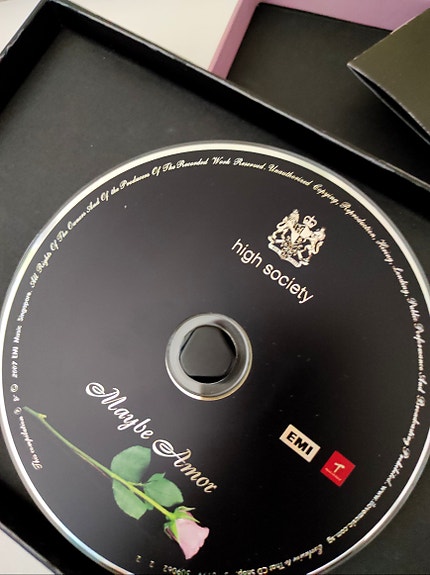 This compilation ℗ & © 2007 EMI Music Singapore. All Rights Of The Owner And Of the Producer Of The Recorded Work Reserved. Unauthorised Copying, Reproduction, Hiring, Lending, Public Performance And Broadcasting Prohibited.
high society
Maybe Amor
EMI
T